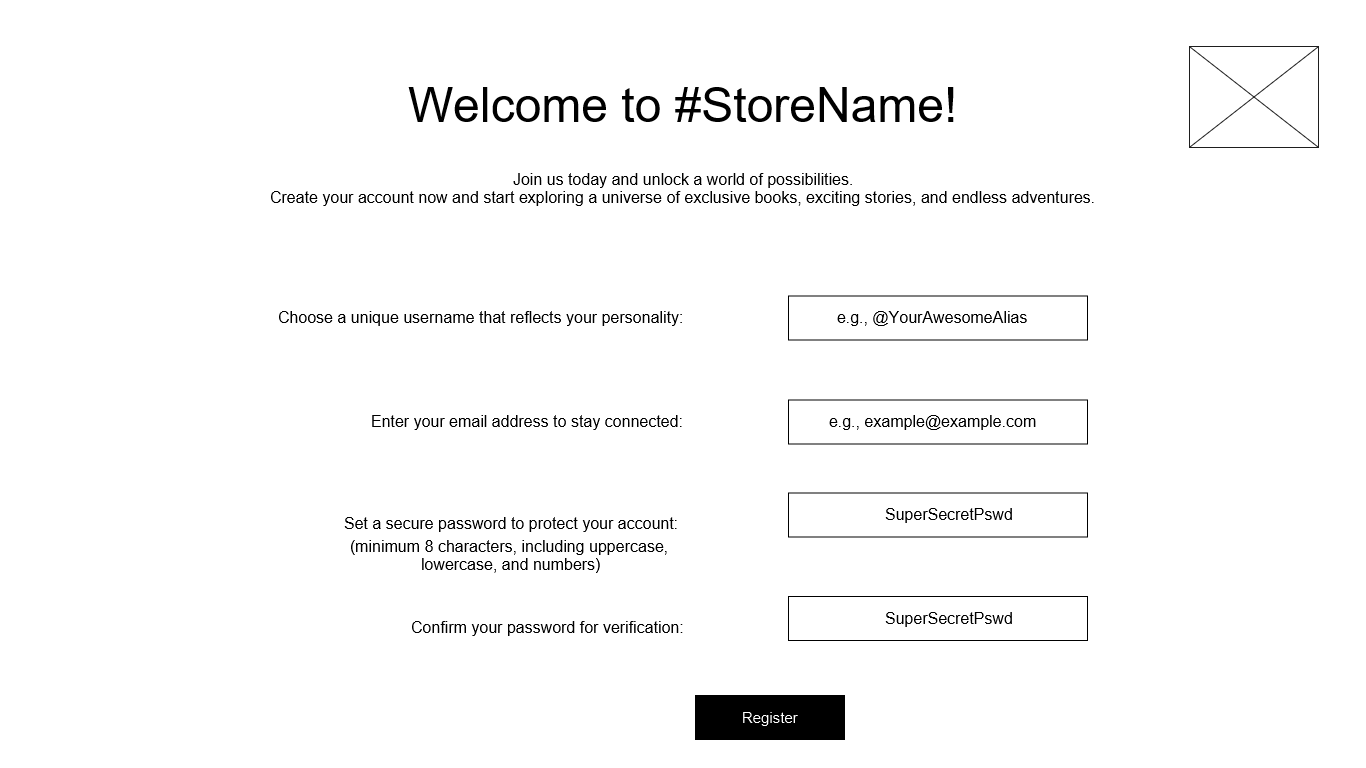 Welcome to #StoreName!
Join us today and unlock a world of possibilities.
Create your account now and start exploring a universe of exclusive books, exciting stories, and endless adventures.
Choose a unique username that reflects your personality:
e.g., @YourAwesomeAlias
Enter your email address to stay connected:
e.g., example@example.com
Set a secure password to protect your account:
(minimum 8 characters, including uppercase,
lowercase, and numbers)
SuperSecretPswd
Confirm your password for verification:
SuperSecretPswd
Register